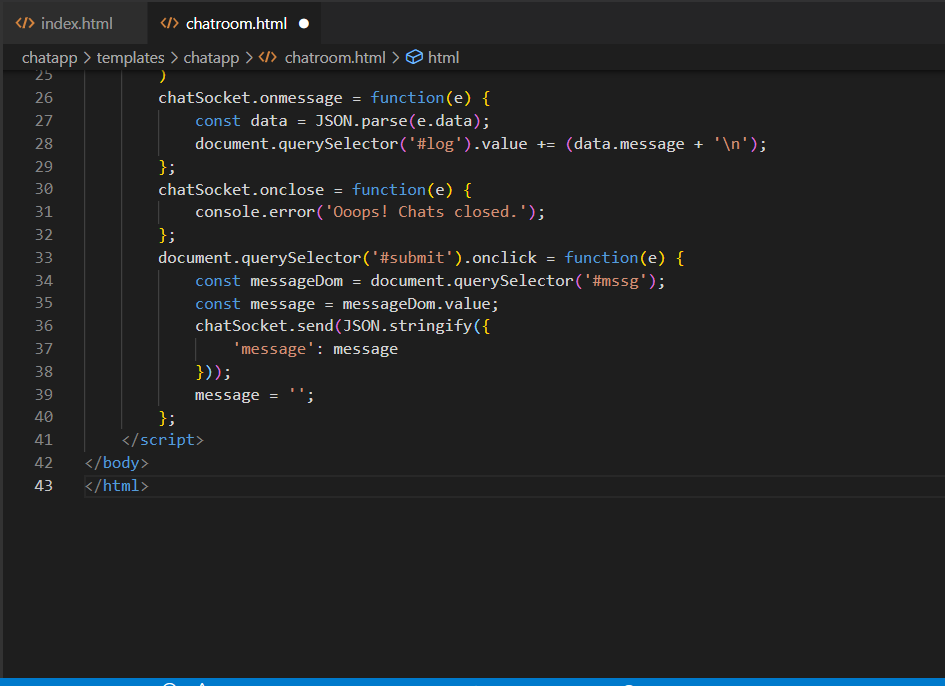 index.html chatroom.html
chatapp > templates > chatapp > chatroom.html > html
25 )
26 chatSocket.onmessage = function(e) {
27 const data = JSON.parse(e.data);
28 document.querySelector('#log').value += (data.message + '\n');
29 };
30 chatSocket.onclose = function(e) {
31 console.error('Ooops! Chats closed.');
32 };
33 document.querySelector('#submit').onclick = function(e) {
34 const messageDom = document.querySelector('#mssg');
35 const message = messageDom.value;
36 chatSocket.send(JSON.stringify({
37 'message': message
38 }));
39 message = '';
40 };
41 </script>
42 </body>
43 </html>